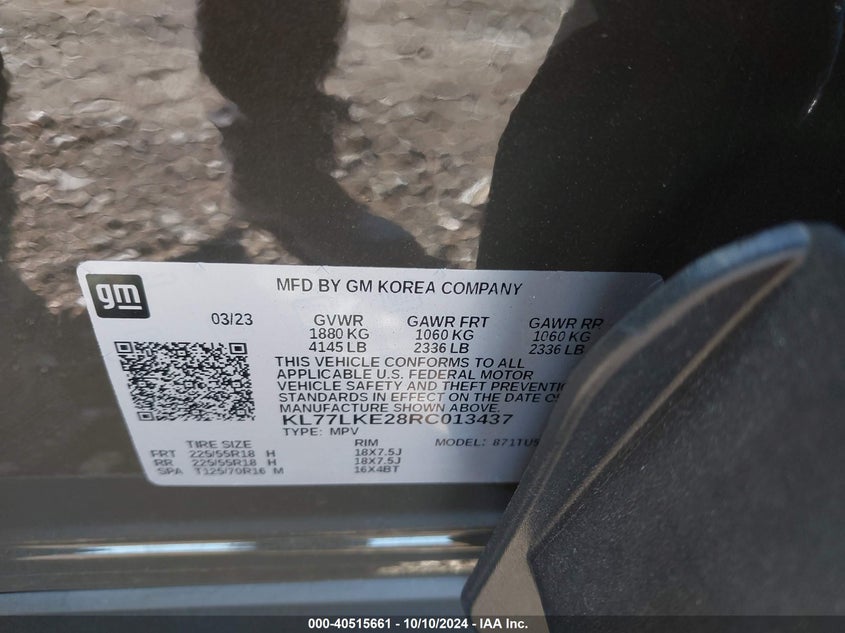 gm
MFD BY GM KOREA COMPANY
03/23 GVWR GAWR FRT GAWR RR
1880 KG 1060 KG 1060 KG
4145 LB 2336 LB 2336 LB
THIS VEHICLE CONFORMS TO ALL
APPLICABLE U.S. FEDERAL MOTOR
VEHICLE SAFETY AND THEFT
STANDARDS IN EFFECT ON THE DATE
MANUFACTURE SHOWN ABOVE.
KL77LKE28RC013437
TYPE: MPV MODEL:
TIRE SIZE RIM
FRT 225/55R18 H 18X7.5J
RR 225/55R18 H 18X7.5J
SPA T125/70R16 M 16X4BT
000-40515661 - 10/10/2024 - IAA Inc.